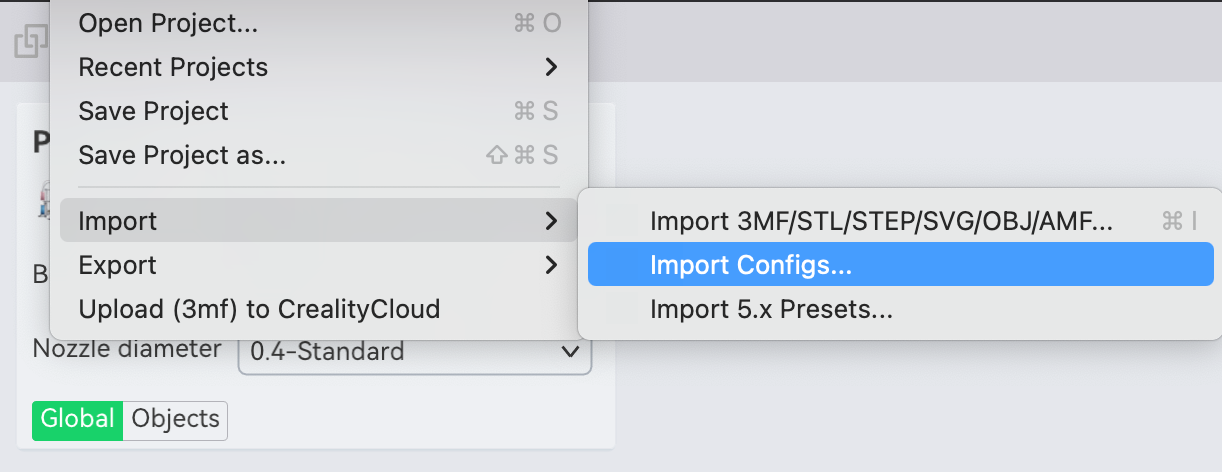 Open Project... ⌘ O
Recent Projects
Save Project ⌘ S
Save Project as... ⇧ ⌘ S
Import
Import 3MF/STL/STEP/SVG/OBJ/AMF... ⌘ I
Export
Import Configs...
Upload (3mf) to CrealityCloud
Import 5.x Presets...
Nozzle diameter 0.4-Standard
Global Objects